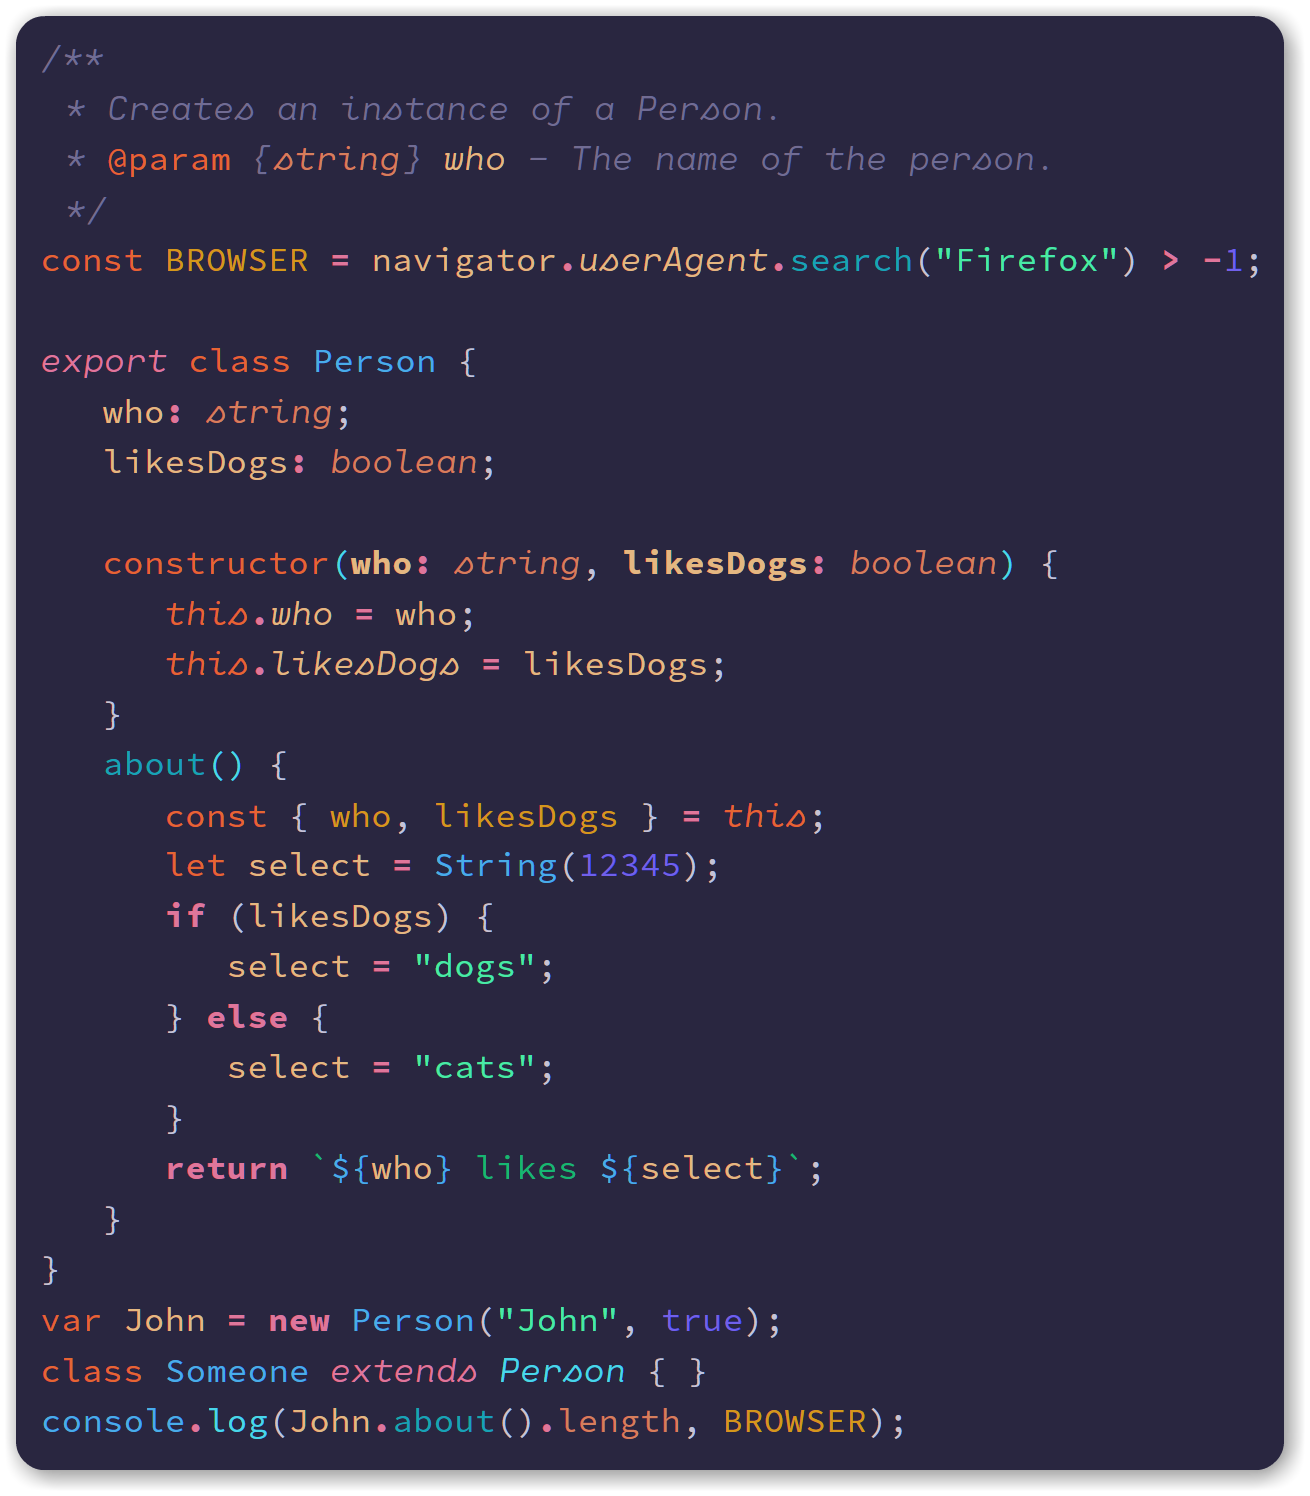 /**
 * Creates an instance of a Person.
 * @param {string} who - The name of the person.
 */
const BROWSER = navigator.userAgent.search("Firefox") > -1;

export class Person {
   who: string;
   likesDogs: boolean;

   constructor(who: string, likesDogs: boolean) {
      this.who = who;
      this.likesDogs = likesDogs;
   }
   about() {
      const { who, likesDogs } = this;
      let select = String(12345);
      if (likesDogs) {
         select = "dogs";
      } else {
         select = "cats";
      }
      return `${who} likes ${select}`;
   }
}
var John = new Person("John", true);
class Someone extends Person { }
console.log(John.about().length, BROWSER);